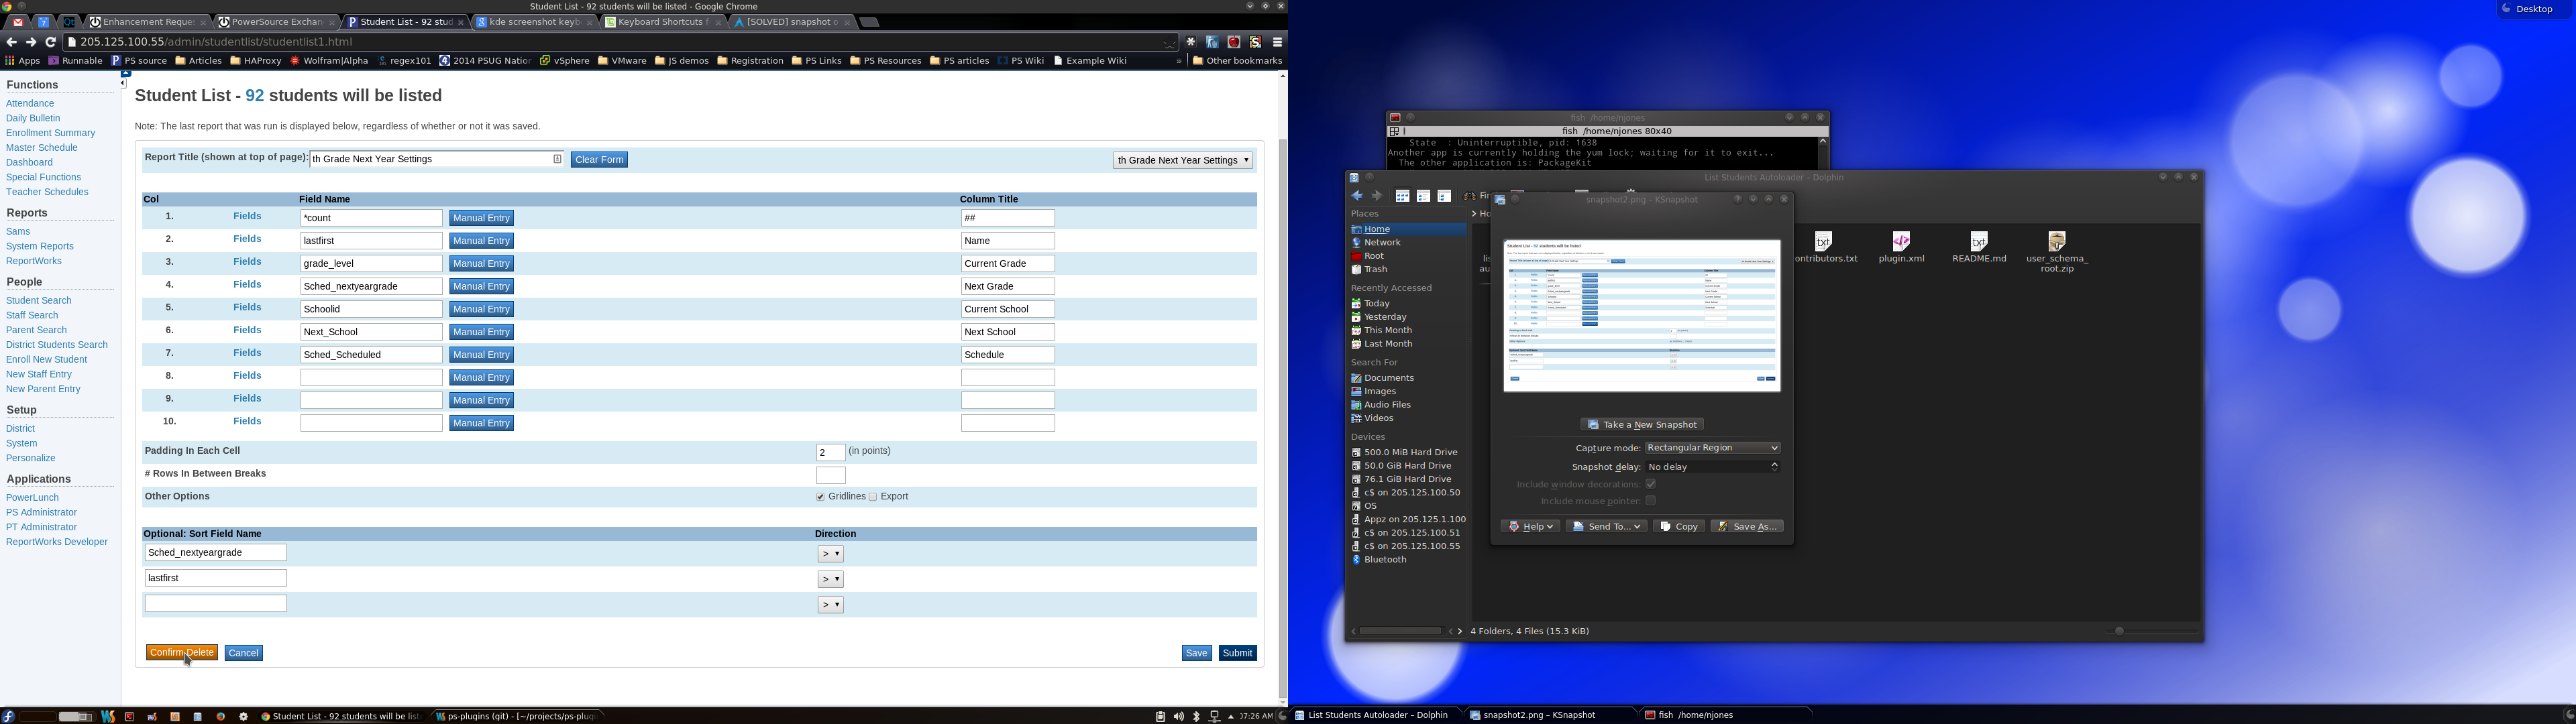 Student List - 92 students will be listed - Google Chrome
Enhancement Reque
PowerSource Exchan
Student List - 92 stud
kde screenshot keyb
Keyboard Shortcuts f
[SOLVED] snapshot o
205.125.100.55/admin/studentlist/studentlist1.html
Apps Runnable PS source Articles HAProxy Wolfram|Alpha regex101 2014 PSUG Natio vSphere VMware JS demos Registration PS Links PS Resources PS articles PS Wiki Example Wiki » Other bookmarks
Functions
Attendance
Daily Bulletin
Enrollment Summary
Master Schedule
Dashboard
Special Functions
Teacher Schedules
Reports
Sams
System Reports
ReportWorks
People
Student Search
Staff Search
Parent Search
District Students Search
Enroll New Student
New Staff Entry
New Parent Entry
Setup
District
System
Personalize
Applications
PowerLunch
PS Administrator
PT Administrator
ReportWorks Developer
Student List - 92 students will be listed
Note: The last report that was run is displayed below, regardless of whether or not it was saved.
Report Title (shown at top of page): th Grade Next Year Settings Clear Form th Grade Next Year Settings
Col Field Name Column Title
1. Fields *count Manual Entry ##
2. Fields lastfirst Manual Entry Name
3. Fields grade_level Manual Entry Current Grade
4. Fields Sched_nextyeargrade Manual Entry Next Grade
5. Fields Schoolid Manual Entry Current School
6. Fields Next_School Manual Entry Next School
7. Fields Sched_Scheduled Manual Entry Schedule
8. Fields Manual Entry
9. Fields Manual Entry
10. Fields Manual Entry
Padding In Each Cell 2 (in points)
# Rows In Between Breaks
Other Options Gridlines Export
Optional: Sort Field Name Direction
Sched_nextyeargrade >
lastfirst >
>
Confirm Delete Cancel Save Submit
Student List - 92 students will be list
ps-plugins (git) - [~/projects/ps-plug
07:26 AM
Desktop
fish /home/njones
fish /home/njones 80x40
State : Uninterruptible, pid: 1638
Another app is currently holding the yum lock; waiting for it to exit...
The other application is: PackageKit
List Students Autoloader – Dolphin
Places
Home
Network
Root
Trash
Recently Accessed
Today
Yesterday
This Month
Last Month
Search For
Documents
Images
Audio Files
Videos
Devices
500.0 MiB Hard Drive
50.0 GiB Hard Drive
76.1 GiB Hard Drive
c$ on 205.125.100.50
OS
Appz on 205.125.1.100
c$ on 205.125.100.51
c$ on 205.125.100.55
Bluetooth
ontributors.txt
plugin.xml
README.md
user_schema_
root.zip
4 Folders, 4 Files (15.3 KiB)
snapshot2.png – KSnapshot
Student List - 92 students will be listed
Take a New Snapshot
Capture mode: Rectangular Region
Snapshot delay: No delay
Include window decorations:
Include mouse pointer:
Help Send To... Copy Save As...
List Students Autoloader – Dolphin
snapshot2.png – KSnapshot
fish /home/njones